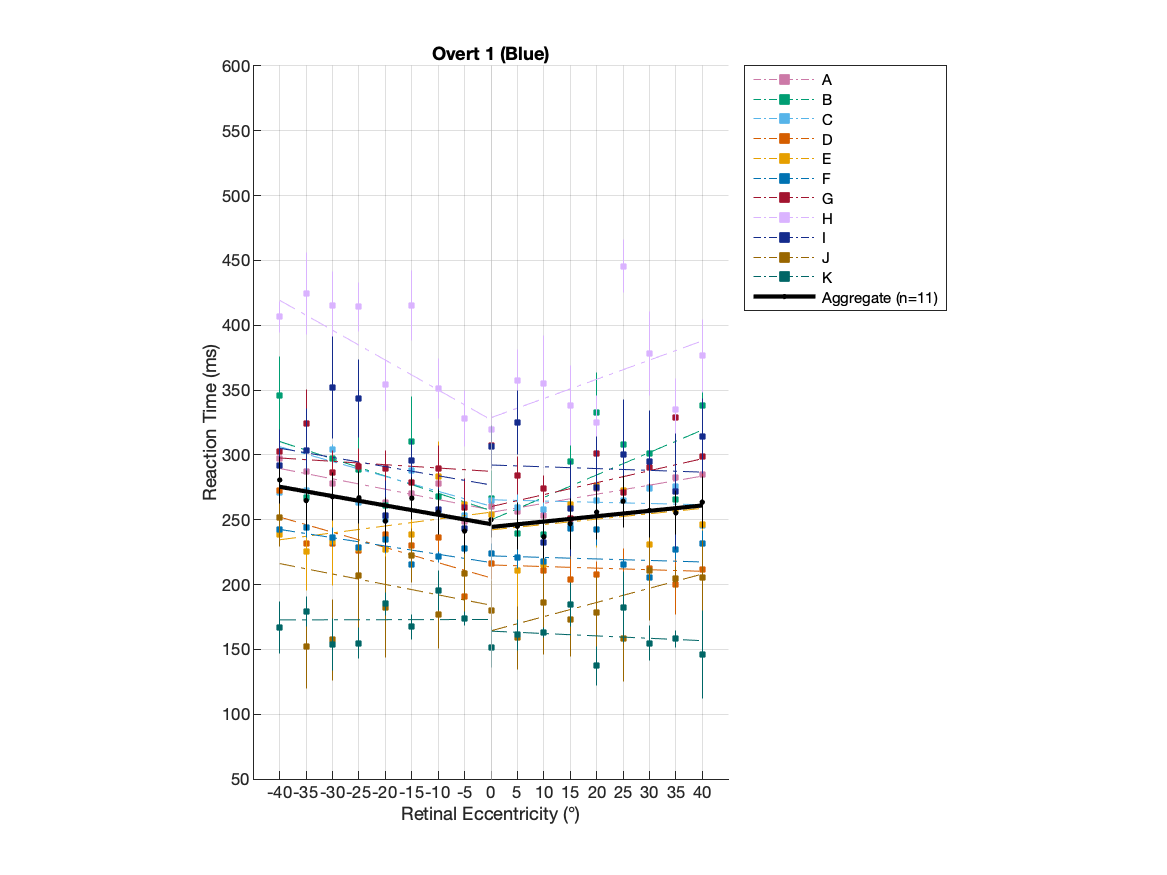 Overt 1 (Blue)
600
550
500
450
400
350
300
250
200
150
100
50
Reaction Time (ms)
-40 -35 -30 -25 -20 -15 -10 -5 0 5 10 15 20 25 30 35 40
Retinal Eccentricity (°)
A
B
C
D
E
F
G
H
I
J
K
Aggregate (n=11)